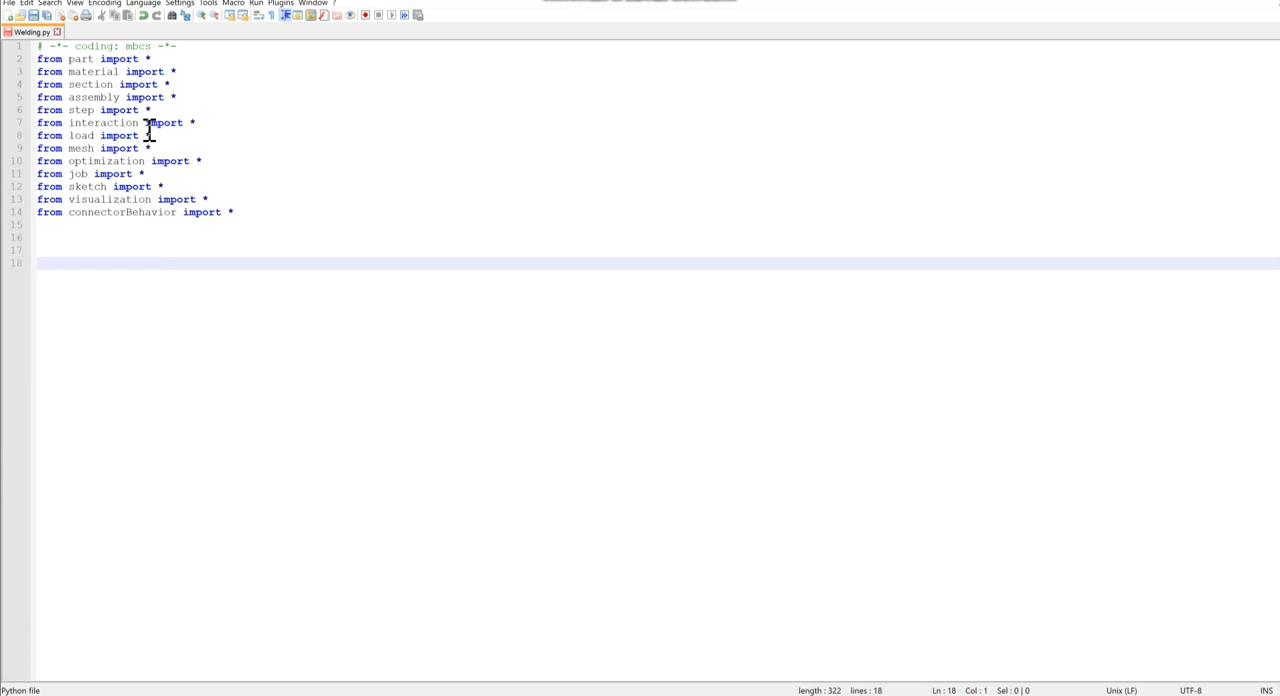 File Edit Search View Encoding Language Settings Tools Macro Run Plugins Window ?
Welding.py
1 # -*- coding: mbcs -*-
2 from part import *
3 from material import *
4 from section import *
5 from assembly import *
6 from step import *
7 from interaction import *
8 from load import *
9 from mesh import *
10 from optimization import *
11 from job import *
12 from sketch import *
13 from visualization import *
14 from connectorBehavior import *
15
16
17
18
Python file length : 322 lines : 18 Ln : 18 Col : 1 Sel : 0 | 0 Unix (LF) UTF-8 INS